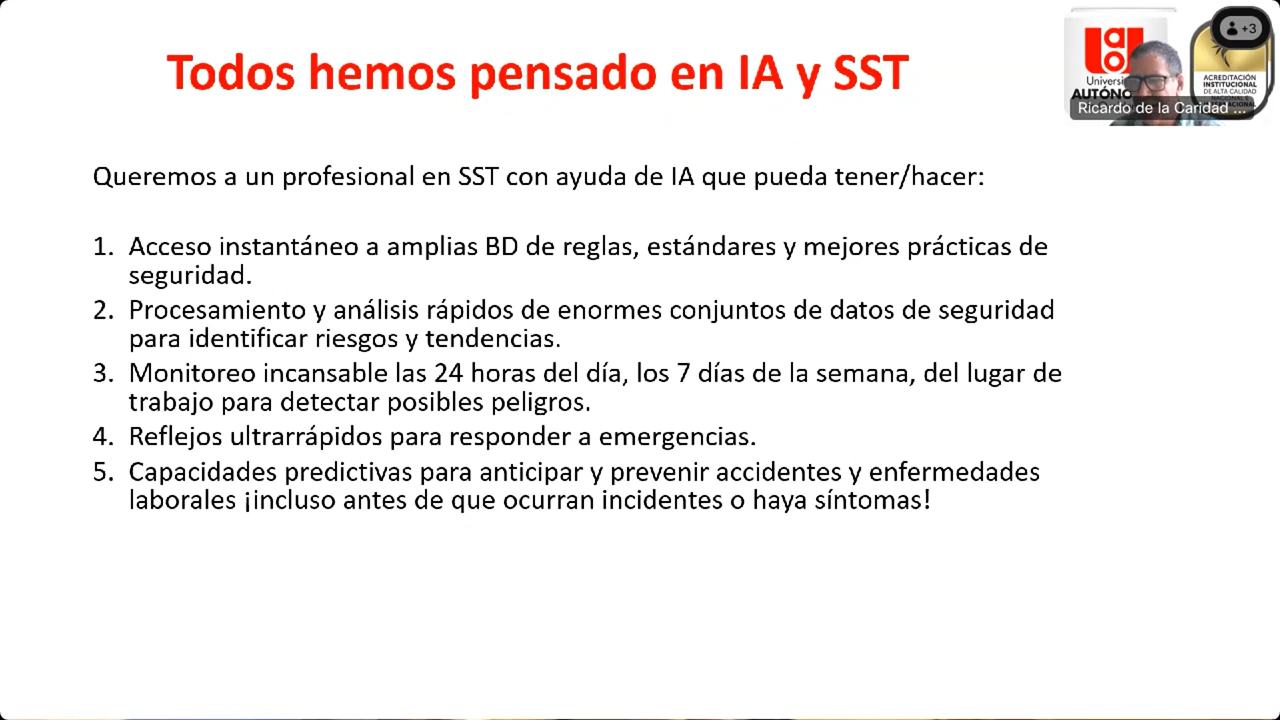 Todos hemos pensado en IA y SST
+3
Universi
AUTÓNO
ACREDITACIÓN
INSTITUCIONAL
DE ALTA CALIDAD
Ricardo de la Caridad ...
Queremos a un profesional en SST con ayuda de IA que pueda tener/hacer:
1. Acceso instantáneo a amplias BD de reglas, estándares y mejores prácticas de
seguridad.
2. Procesamiento y análisis rápidos de enormes conjuntos de datos de seguridad
para identificar riesgos y tendencias.
3. Monitoreo incansable las 24 horas del día, los 7 días de la semana, del lugar de
trabajo para detectar posibles peligros.
4. Reflejos ultrarrápidos para responder a emergencias.
5. Capacidades predictivas para anticipar y prevenir accidentes y enfermedades
laborales ¡incluso antes de que ocurran incidentes o haya síntomas!